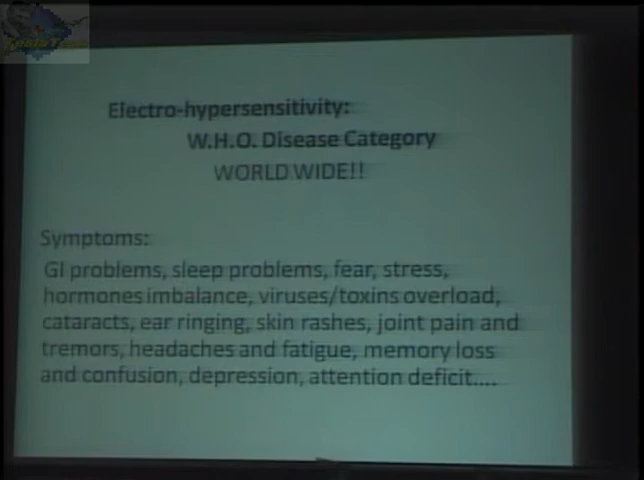 Electro-hypersensitivity:
W.H.O. Disease Category
WORLD WIDE!!
Symptoms:
GI problems, sleep problems, fear, stress,
hormones imbalance, viruses/toxins overload,
cataracts, ear ringing, skin rashes, joint pain and
tremors, headaches and fatigue, memory loss
and confusion, depression, attention deficit....